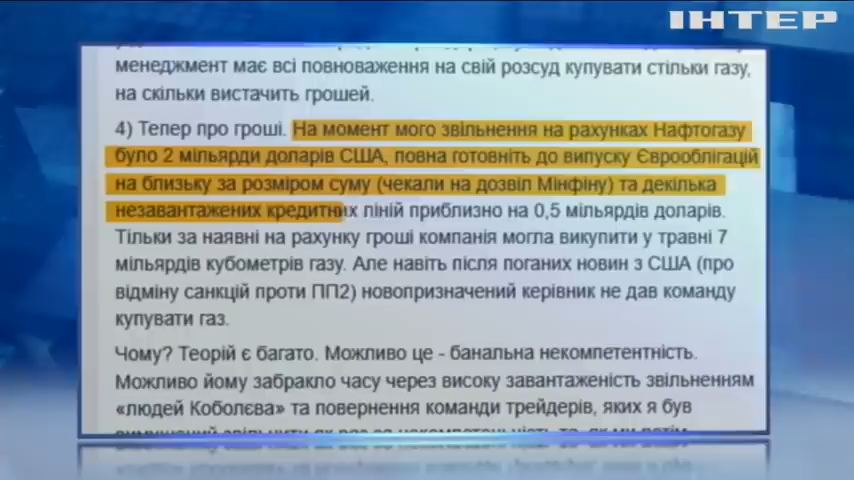 ІНТЕР
менеджмент має всі повноваження на свій розсуд купувати стільки газу,
на скільки вистачить грошей.
4) Тепер про гроші. На момент мого звільнення на рахунках Нафтогазу
було 2 мільярди доларів США, повна готовніть до випуску Єврооблігацій
на близьку за розміром суму (чекали на дозвіл Мінфіну) та декілька
незавантажених кредитних ліній приблизно на 0,5 мільярдів доларів.
Тільки за наявні на рахунку гроші компанія могла викупити у травні 7
мільярдів кубометрів газу. Але навіть після поганих новин з США (про
відміну санкцій проти ПП2) новопризначений керівник не дав команду
купувати газ.
Чому? Теорій є багато. Можливо це - банальна некомпетентність.
Можливо йому забракло часу через високу завантаженість звільненням
«людей Коболєва» та повернення команди трейдерів, яких я був